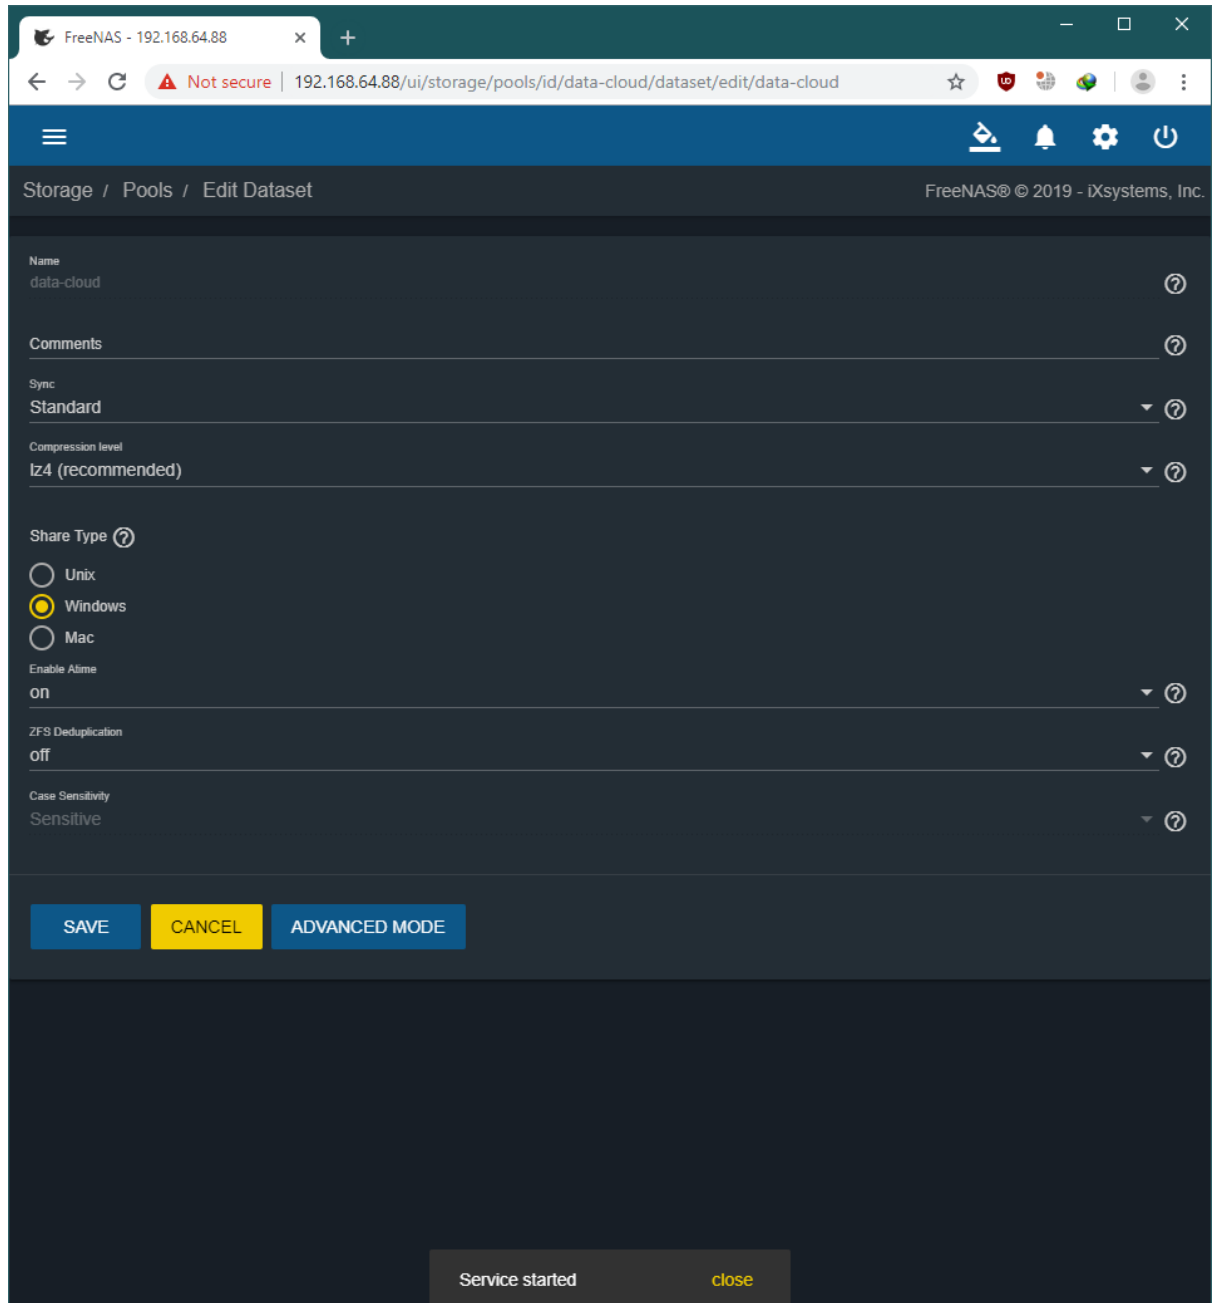 FreeNAS - 192.168.64.88
Not secure | 192.168.64.88/ui/storage/pools/id/data-cloud/dataset/edit/data-cloud
Storage / Pools / Edit Dataset
FreeNAS® © 2019 - iXsystems, Inc.
Name
data-cloud
Comments
Sync
Standard
Compression level
lz4 (recommended)
Share Type
Unix
Windows
Mac
Enable Atime
on
ZFS Deduplication
off
Case Sensitivity
Sensitive
SAVE CANCEL ADVANCED MODE
Service started close